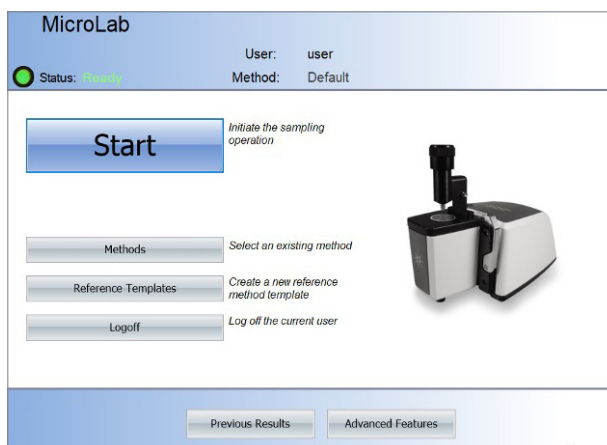 MicroLab
User: user
Status: Ready
Method: Default
Start
Initiate the sampling
operation
Methods
Select an existing method
Reference Templates
Create a new reference
method template
Logoff
Log off the current user
Previous Results
Advanced Features